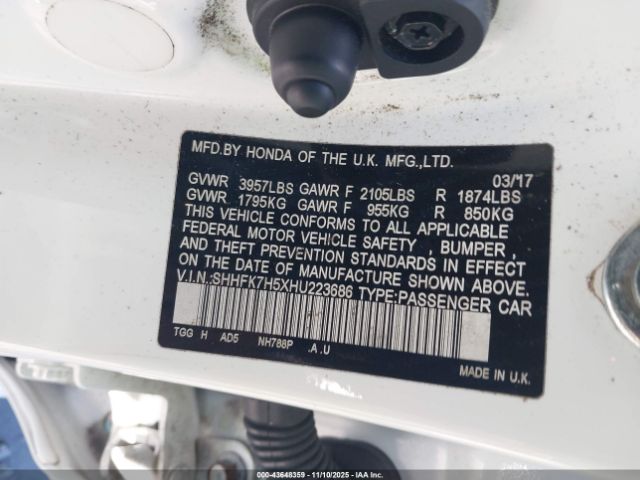 MFD.BY HONDA OF THE U.K. MFG.,LTD.
03/17
GVWR 3957LBS GAWR F 2105LBS R 1874LBS
GVWR 1795KG GAWR F 955KG R 850KG
THIS VEHICLE CONFORMS TO ALL APPLICABLE
FEDERAL MOTOR VEHICLE SAFETY , BUMPER ,
AND THEFT PREVENTION STANDARDS IN EFFECT
ON THE DATE OF MANUFACTURE SHOWN ABOVE.
V.I.N.:SHHFK7H5XHU223686 TYPE:PASSENGER CAR
TGG H AD5 NH788P .A .U
MADE IN U.K.
000-43648359 - 11/10/2025 - IAAI.COM